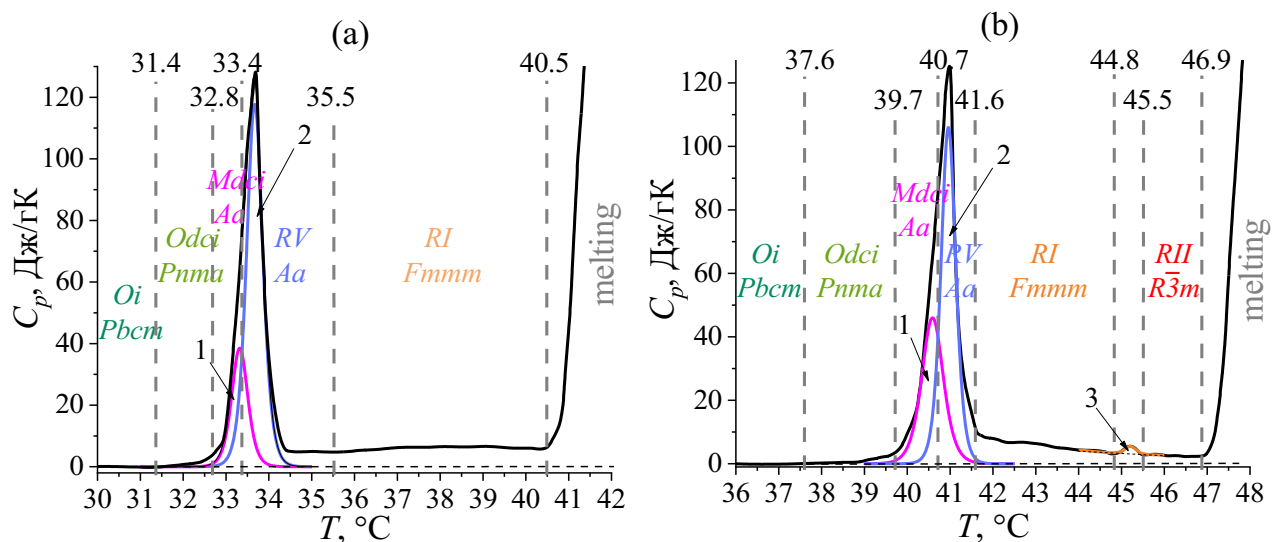 (a)
31.4 33.4 40.5
32.8 35.5
120
100
80
60
40
20
0
C_p, Дж/гК
1
2
Mdci
Aa
Odci
Pnma
RV
Aa
RI
Fmmm
Oi
Pbcm
melting
30 31 32 33 34 35 36 37 38 39 40 41 42
T, °C
(b)
37.6 40.7 44.8 46.9
39.7 41.6 45.5
120
100
80
60
40
20
0
C_p, Дж/гК
2
Mdci
Aa
Oi
Pbcm
Odci
Pnma
RV
Aa
RI
Fmmm
RII
R3̅m
1
3
melting
36 37 38 39 40 41 42 43 44 45 46 47 48
T, °C